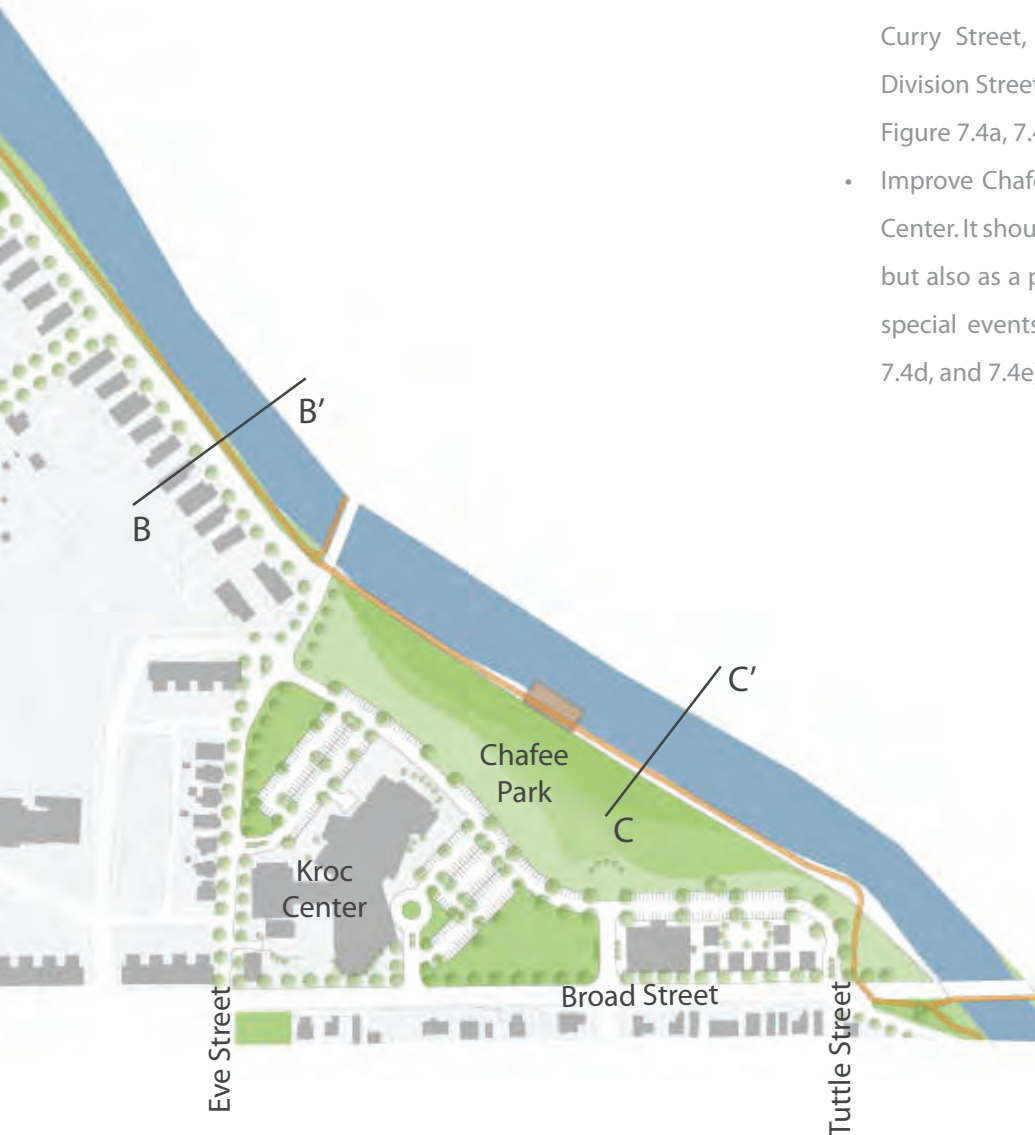 Curry Street,
Division Street
Figure 7.4a, 7.4
• Improve Chafe
Center. It shou
but also as a p
special events
7.4d, and 7.4e
B'
B
C'
Chafee
Park
C
Kroc
Center
Broad Street
Eve Street
Tuttle Street